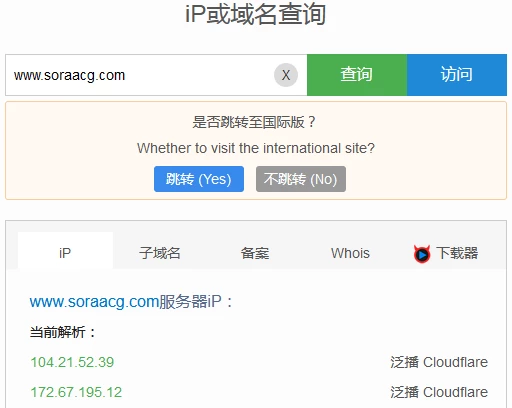 iP或域名查询
www.soraacg.com X 查询 访问
是否跳转至国际版？
Whether to visit the international site?
跳转 (Yes) 不跳转 (No)
iP 子域名 备案 Whois 下载器
www.soraacg.com服务器iP：
当前解析：
104.21.52.39 泛播 Cloudflare
172.67.195.12 泛播 Cloudflare